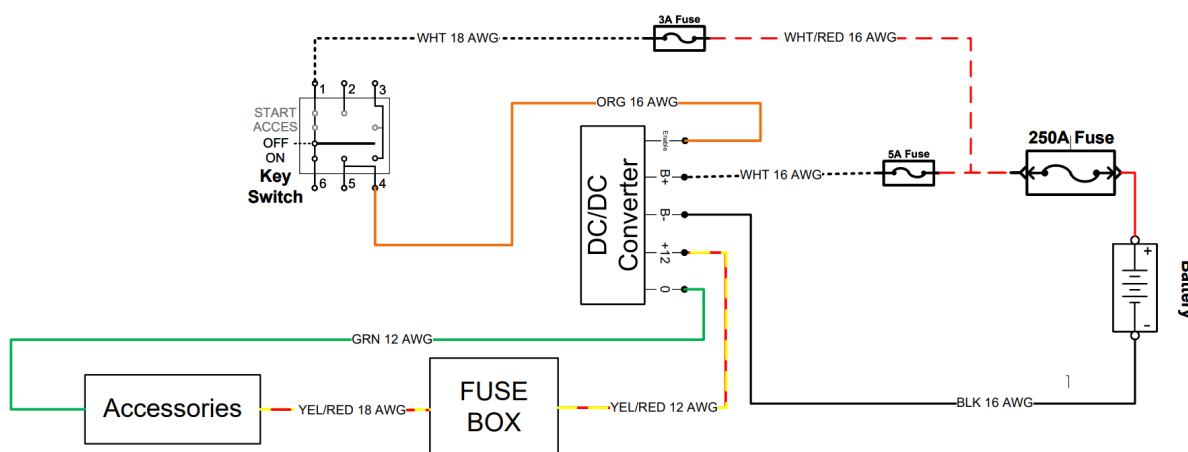 3A Fuse
WHT 18 AWG
WHT/RED 16 AWG
1
2
3
START
ACCES
OFF
ON
Key
Switch
6
5
4
ORG 16 AWG
DC/DC
Converter
Enable
B+
B-
+12
0
WHT 16 AWG
5A Fuse
250A Fuse
+
-
Battery
GRN 12 AWG
Accessories
YEL/RED 18 AWG
FUSE
BOX
YEL/RED 12 AWG
BLK 16 AWG